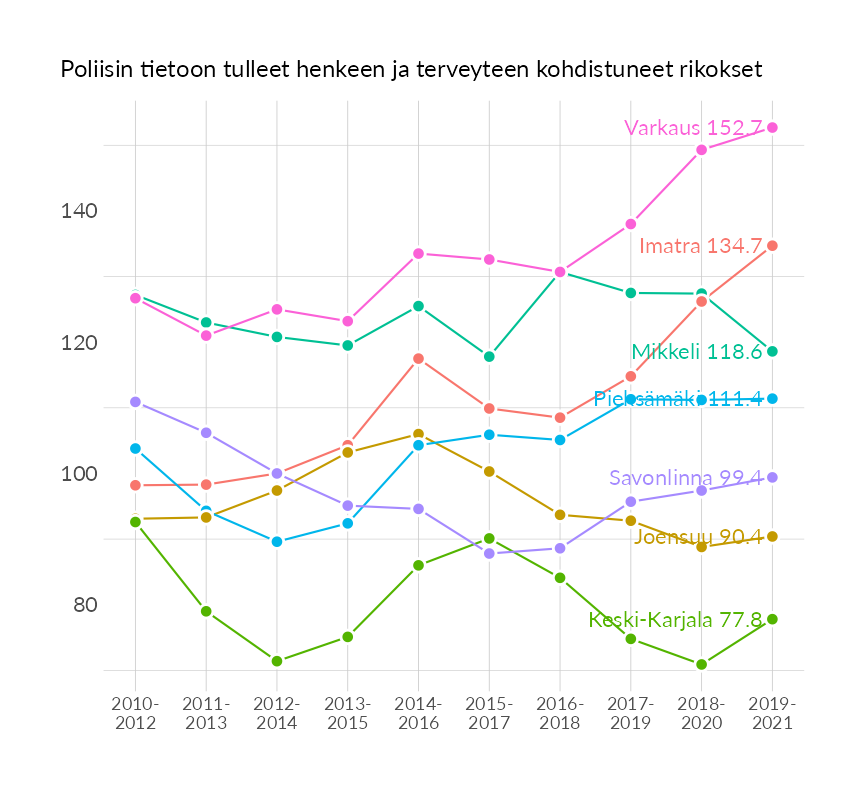 Poliisin tietoon tulleet henkeen ja terveyteen kohdistuneet rikokset
Varkaus 152.7
140
Imatra 134.7
120
Mikkeli 118.6
Pieksämäki 111.4
100
Savonlinna 99.4
Joensuu 90.4
80
Keski-Karjala 77.8
2010- 2011- 2012- 2013- 2014- 2015- 2016- 2017- 2018- 2019-
2012 2013 2014 2015 2016 2017 2018 2019 2020 2021